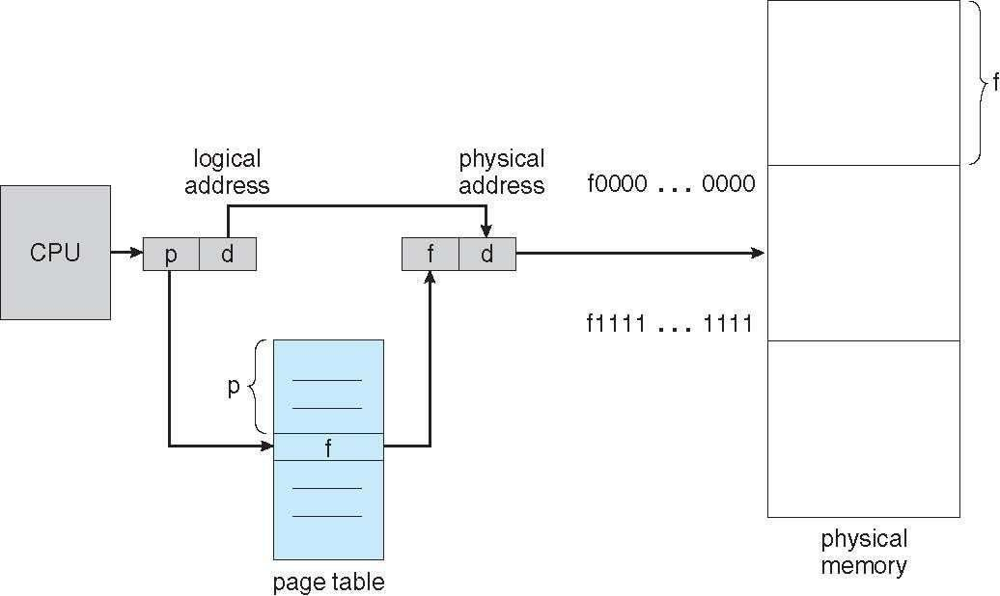 CPU
logical
address
p
d
physical
address
f
d
f0000 ... 0000
f1111 ... 1111
f
p
f
page table
physical
memory